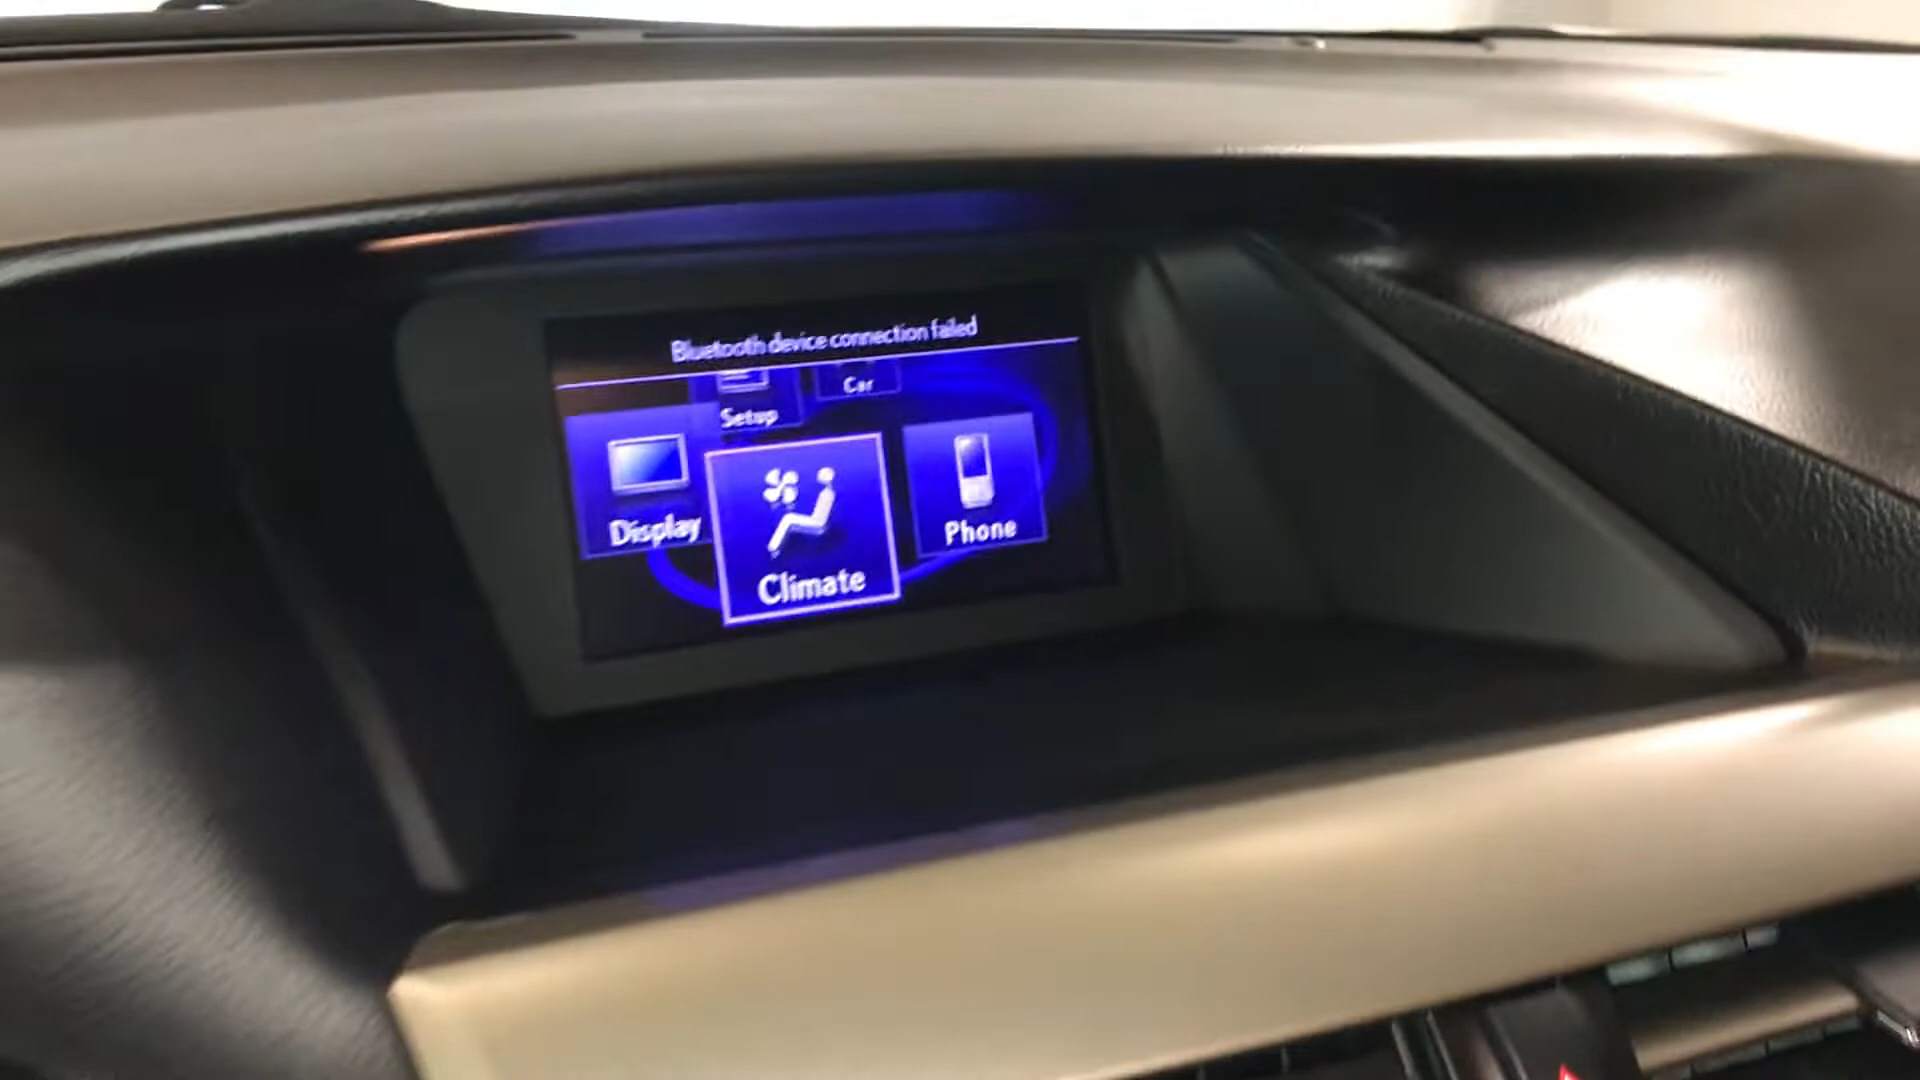 Bluetooth device connection failed
Car
Setup
Display
Phone
Climate